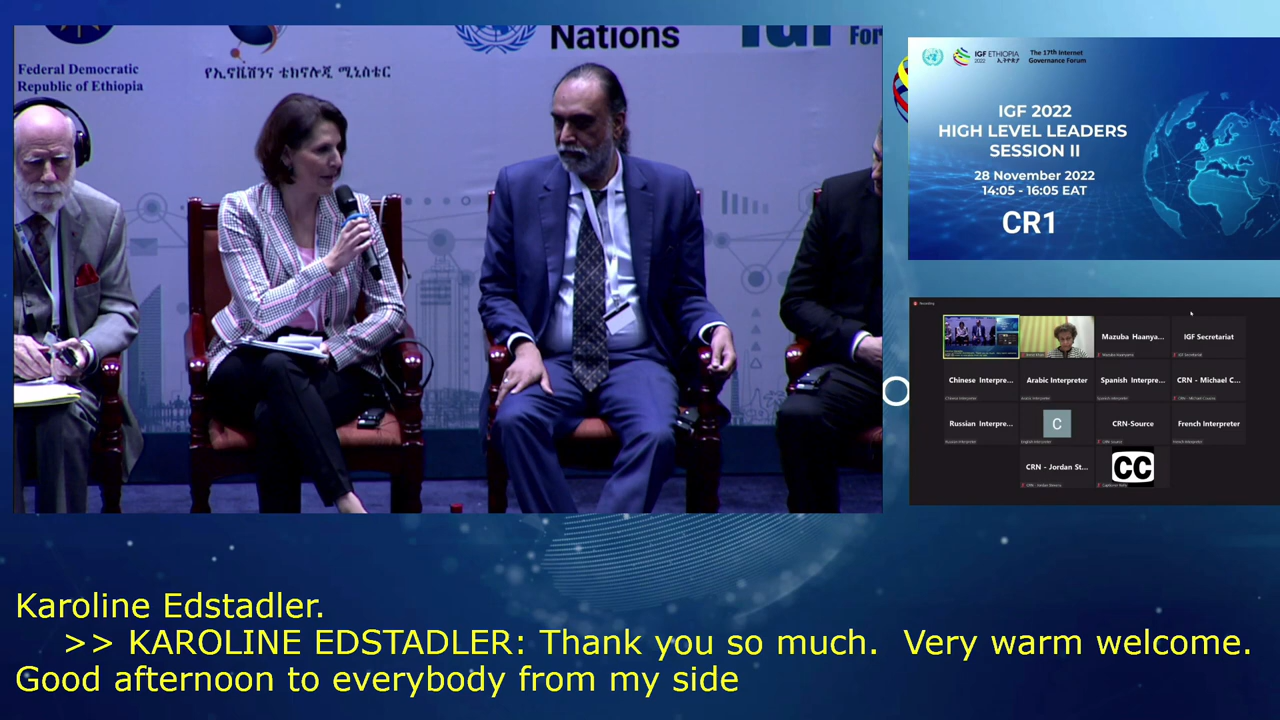 Nations
Federal Democratic
Republic of Ethiopia
የኢኖቬሽንና ቴክኖሎጂ ሚኒስቴር
IGF ETHIOPIA
2022 ኢትዮጵያ
The 17th Internet
Governance Forum
IGF 2022
HIGH LEVEL LEADERS
SESSION II
28 November 2022
14:05 - 16:05 EAT
CR1
Recording
Mazuba Haanya...
IGF Secretariat
Chinese Interpre...
Arabic Interpreter
Spanish Interpre...
CRN - Michael C...
Russian Interpre...
C
CRN-Source
French Interpreter
CRN - Jordan St...
CC
Karoline Edstadler.
>> KAROLINE EDSTADLER: Thank you so much. Very warm welcome.
Good afternoon to everybody from my side